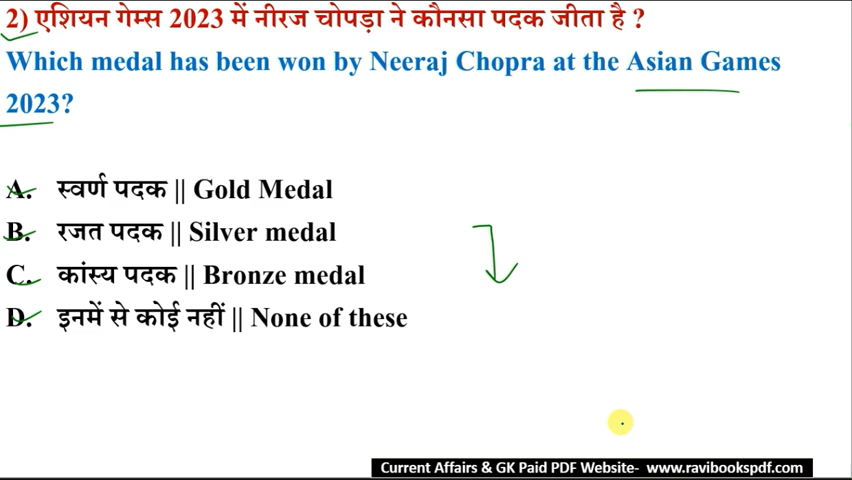 2) एशियन गेम्स 2023 में नीरज चोपड़ा ने कौनसा पदक जीता है ?
Which medal has been won by Neeraj Chopra at the Asian Games
2023?
A. स्वर्ण पदक || Gold Medal
B. रजत पदक || Silver medal
C. कांस्य पदक || Bronze medal
D. इनमें से कोई नहीं || None of these
Current Affairs & GK Paid PDF Website- www.ravibookspdf.com